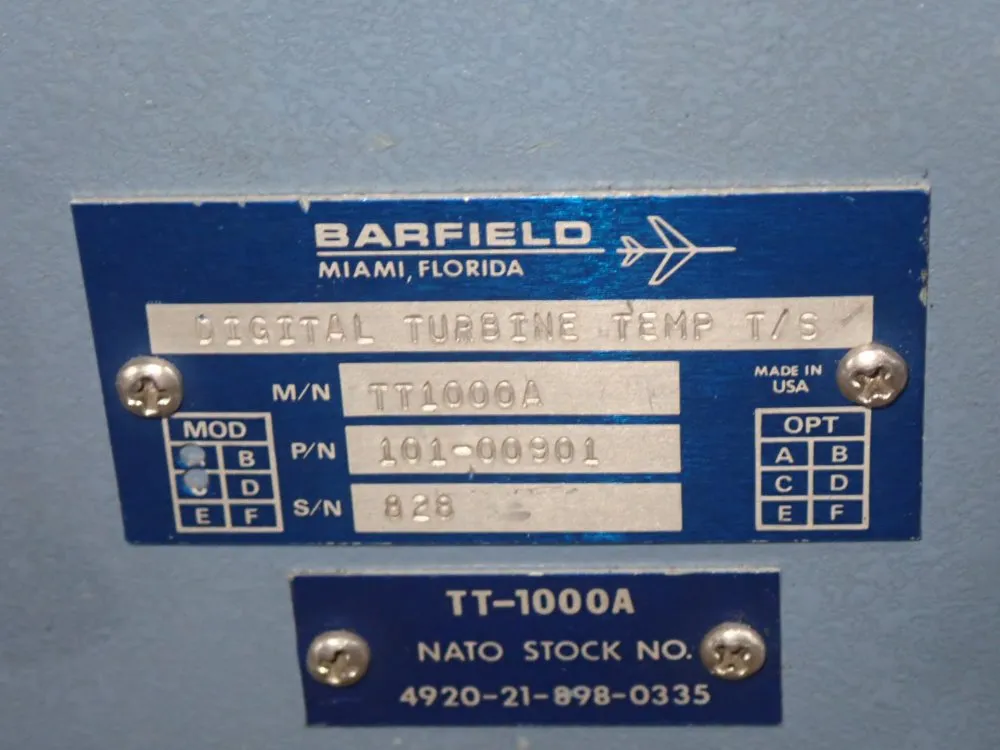 BARFIELD
MIAMI, FLORIDA
DIGITAL TURBINE TEMP T/S
M/N TT1000A
MADE IN
USA
MOD
B
D
E F
P/N 101-00901
S/N 828
OPT
A B
C D
E F
TT-1000A
NATO STOCK NO.
4920-21-898-0335